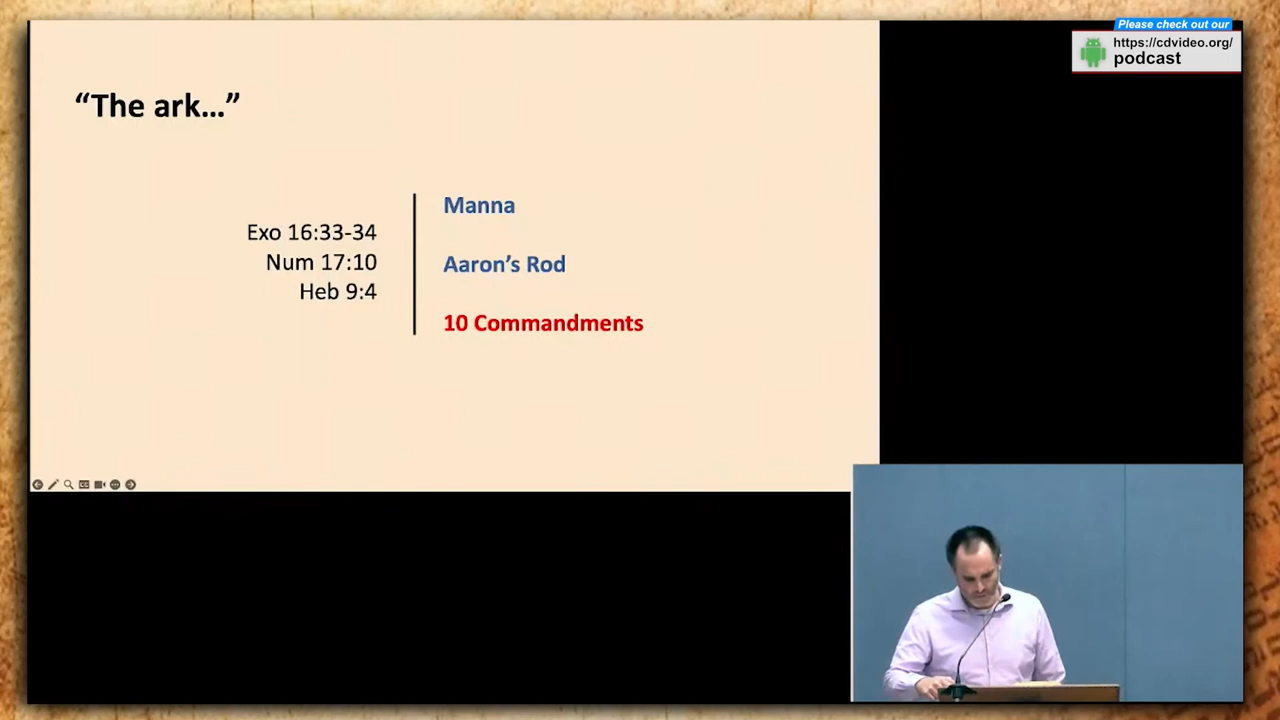 Please check out our
https://cdvideo.org/
podcast
“The ark...”
Exo 16:33-34
Num 17:10
Heb 9:4
Manna
Aaron’s Rod
10 Commandments